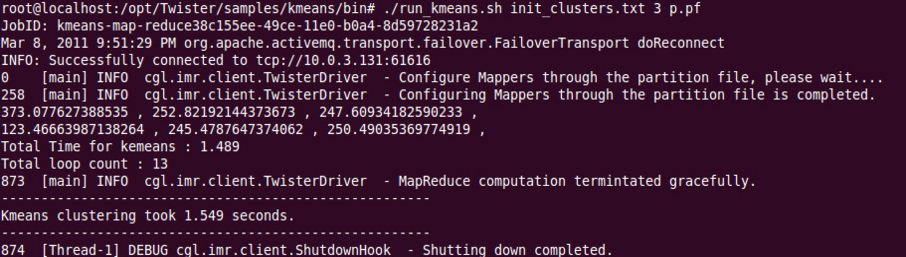 root@localhost:/opt/Twister/samples/kmeans/bin# ./run_kmeans.sh init_clusters.txt 3 p.pf
JobID: kmeans-map-reduce38c155ee-49ce-11e0-b0a4-8d59728231a2
Mar 8, 2011 9:51:29 PM org.apache.activemq.transport.failover.FailoverTransport doReconnect
INFO: Successfully connected to tcp://10.0.3.131:61616
0    [main] INFO  cgl.imr.client.TwisterDriver  - Configure Mappers through the partition file, please wait....
258  [main] INFO  cgl.imr.client.TwisterDriver  - Configuring Mappers through the partition file is completed.
373.077627388535 , 252.82192144373673 , 247.60934182590233 ,
123.46663987138264 , 245.4787647374062 , 250.49035369774919 ,
Total Time for kemeans : 1.489
Total loop count : 13
873  [main] INFO  cgl.imr.client.TwisterDriver  - MapReduce computation termintated gracefully.
------------------------------------------------------
Kmeans clustering took 1.549 seconds.
------------------------------------------------------
874  [Thread-1] DEBUG cgl.imr.client.ShutdownHook  - Shutting down completed.